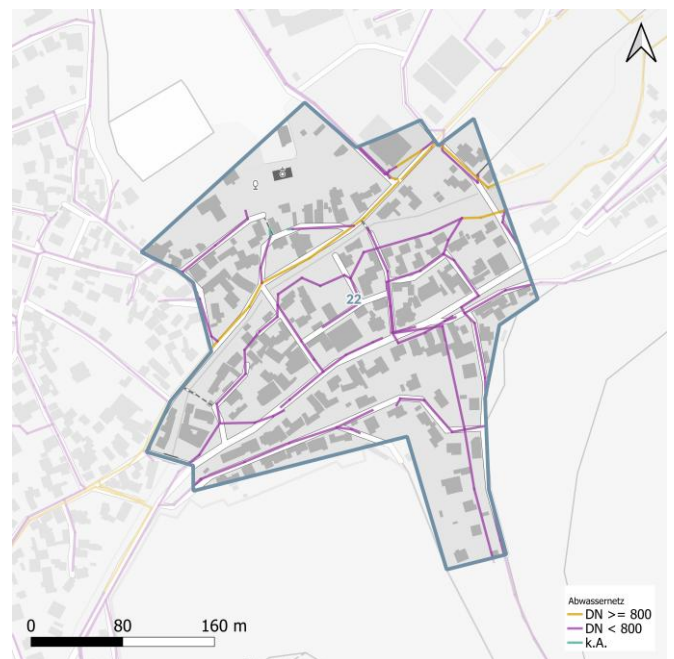 22
0 80 160 m
Abwassernetz
DN >= 800
DN < 800
k.A.